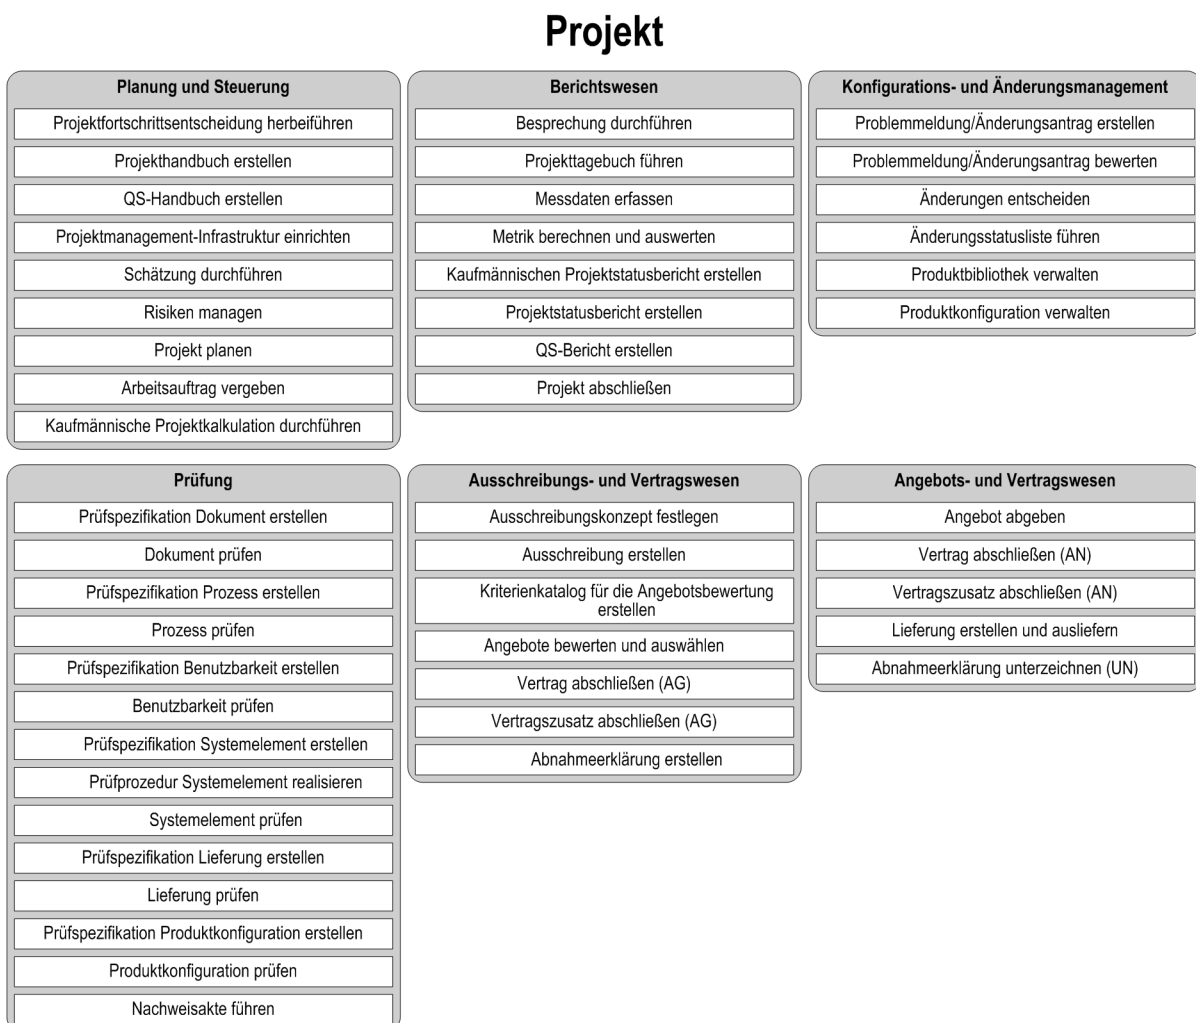 Projekt
Planung und Steuerung
Projektfortschrittsentscheidung herbeiführen
Projekthandbuch erstellen
QS-Handbuch erstellen
Projektmanagement-Infrastruktur einrichten
Schätzung durchführen
Risiken managen
Projekt planen
Arbeitsauftrag vergeben
Kaufmännische Projektkalkulation durchführen
Berichtswesen
Besprechung durchführen
Projekttagebuch führen
Messdaten erfassen
Metrik berechnen und auswerten
Kaufmännischen Projektstatusbericht erstellen
Projektstatusbericht erstellen
QS-Bericht erstellen
Projekt abschließen
Konfigurations- und Änderungsmanagement
Problemmeldung/Änderungsantrag erstellen
Problemmeldung/Änderungsantrag bewerten
Änderungen entscheiden
Änderungsstatusliste führen
Produktbibliothek verwalten
Produktkonfiguration verwalten
Prüfung
Prüfspezifikation Dokument erstellen
Dokument prüfen
Prüfspezifikation Prozess erstellen
Prozess prüfen
Prüfspezifikation Benutzbarkeit erstellen
Benutzbarkeit prüfen
Prüfspezifikation Systemelement erstellen
Prüfprozedur Systemelement realisieren
Systemelement prüfen
Prüfspezifikation Lieferung erstellen
Lieferung prüfen
Prüfspezifikation Produktkonfiguration erstellen
Produktkonfiguration prüfen
Nachweisakte führen
Ausschreibungs- und Vertragswesen
Ausschreibungskonzept festlegen
Ausschreibung erstellen
Kriterienkatalog für die Angebotsbewertung
erstellen
Angebote bewerten und auswählen
Vertrag abschließen (AG)
Vertragszusatz abschließen (AG)
Abnahmeerklärung erstellen
Angebots- und Vertragswesen
Angebot abgeben
Vertrag abschließen (AN)
Vertragszusatz abschließen (AN)
Lieferung erstellen und ausliefern
Abnahmeerklärung unterzeichnen (UN)